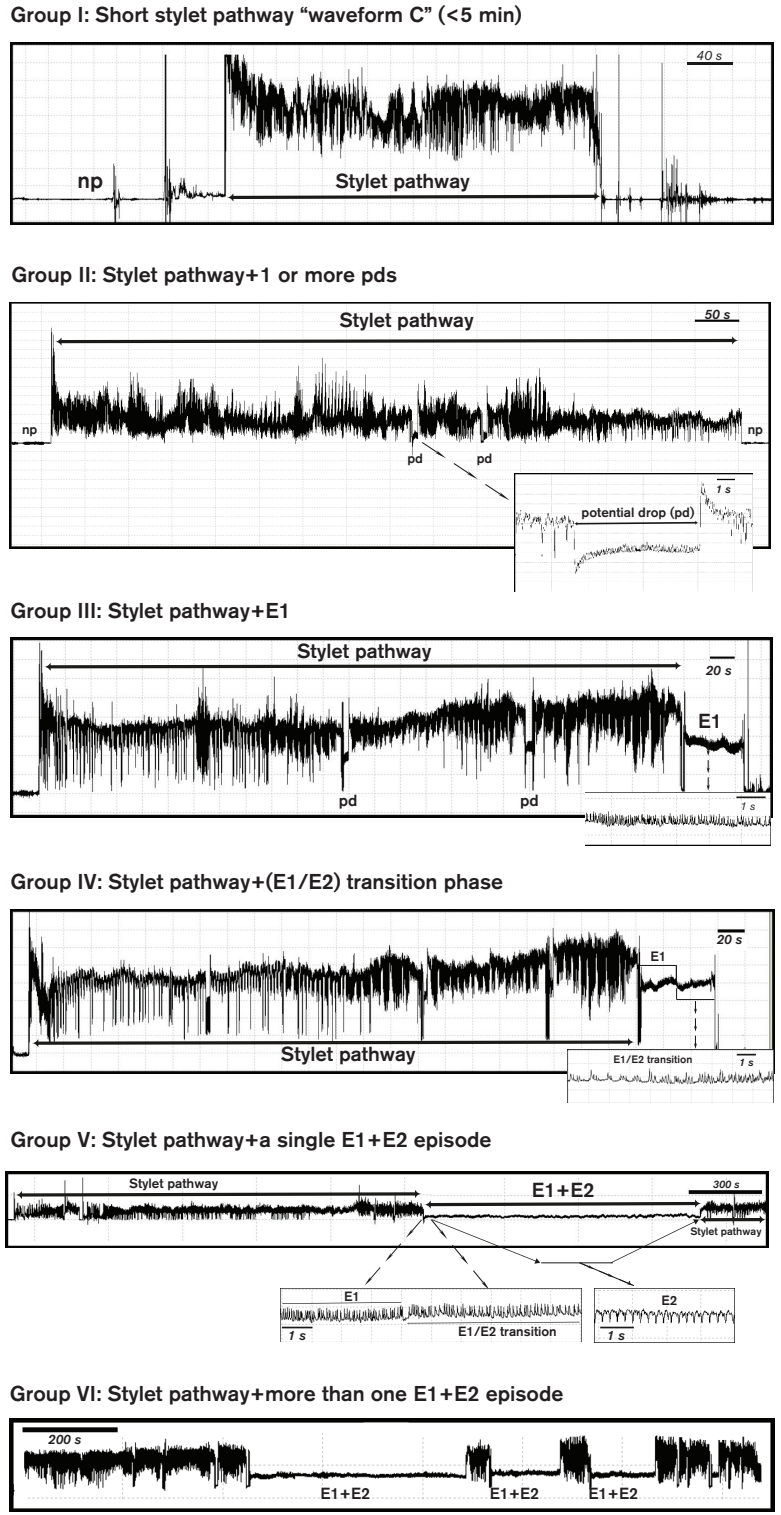 Group I: Short stylet pathway “waveform C” (<5 min)
40 s
np
Stylet pathway
Group II: Stylet pathway+1 or more pds
Stylet pathway
50 s
np
np
pd
pd
1 s
potential drop (pd)
Group III: Stylet pathway+E1
Stylet pathway
20 s
E1
pd
pd
1 s
Group IV: Stylet pathway+(E1/E2) transition phase
20 s
E1
Stylet pathway
E1/E2 transition
1 s
Group V: Stylet pathway+a single E1+E2 episode
Stylet pathway
E1+E2
300 s
Stylet pathway
E1
E2
1 s
E1/E2 transition
1 s
Group VI: Stylet pathway+more than one E1+E2 episode
200 s
E1+E2
E1+E2
E1+E2